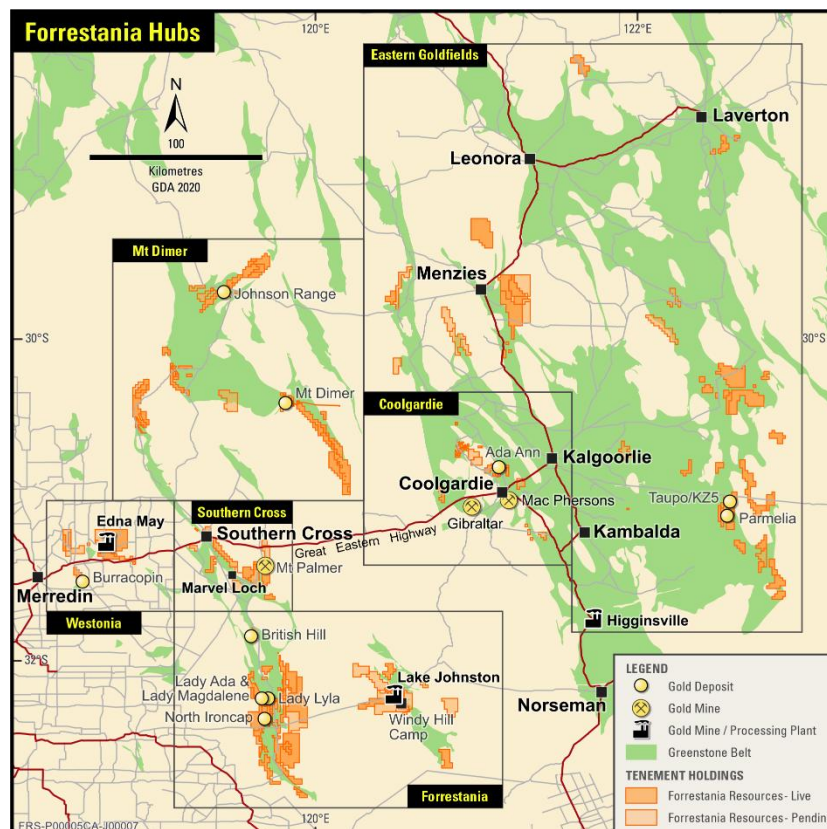 Forrestania Hubs
120°E
122°E
Eastern Goldfields
N
100
Kilometres
GDA 2020
Laverton
Leonora
Mt Dimer
Menzies
Johnson Range
30°S
30°S
Mt Dimer
Coolgardie
Ada Ann
Kalgoorlie
Coolgardie
Mac Phersons
Taupo/KZ5
Parmelia
Gibraltar
Southern Cross
Edna May
Southern Cross
Great Eastern Highway
Kambalda
Mt Palmer
Burracopin
Marvel Loch
Merredin
Westonia
Higginsville
British Hill
32°S
Lady Ada &
Lady Magdalene
Lady Lyla
Lake Johnston
North Ironcap
Windy Hill
Camp
Norseman
Forrestania
LEGEND
Gold Deposit
Gold Mine
Gold Mine / Processing Plant
Greenstone Belt
TENEMENT HOLDINGS
Forrestania Resources - Live
Forrestania Resources - Pendin
FRS-P00005CA-J00007
120°E